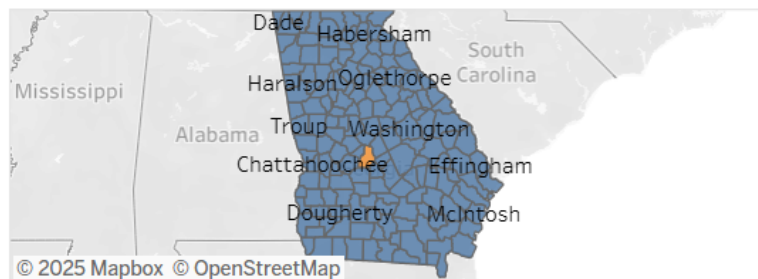 Dade
Habersham
South
Carolina
Haralson
Oglethorpe
Mississippi
Alabama
Troup
Washington
Chattahoochee
Effingham
Dougherty
McIntosh
© 2025 Mapbox © OpenStreetMap